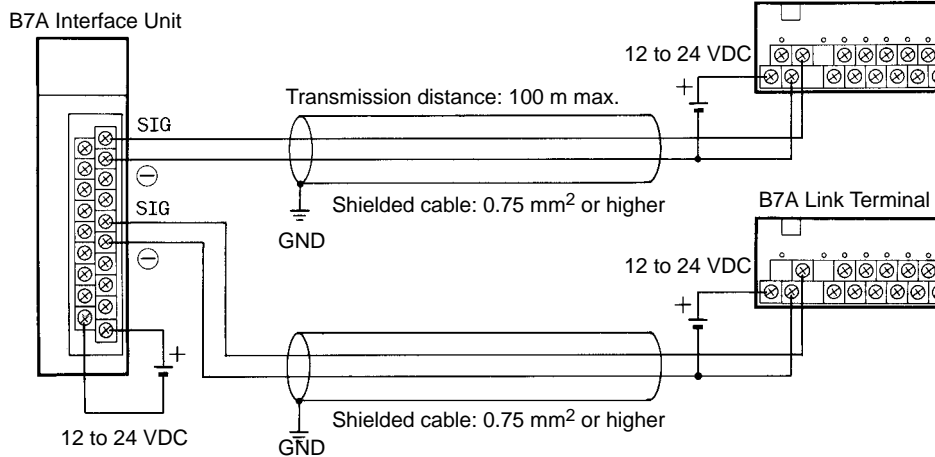 B7A Interface Unit
12 to 24 VDC
Transmission distance: 100 m max.
SIG
⊖
Shielded cable: 0.75 mm² or higher
SIG
GND
B7A Link Terminal
⊖
12 to 24 VDC
+
+
+
Shielded cable: 0.75 mm² or higher
12 to 24 VDC
GND